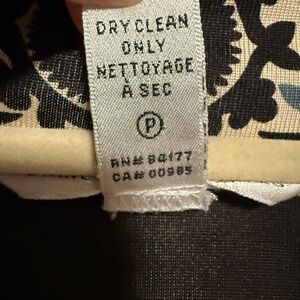 DRY CLEAN
ONLY
NETTOYAGE
À SEC
P
RN# 84177
CA# 00985